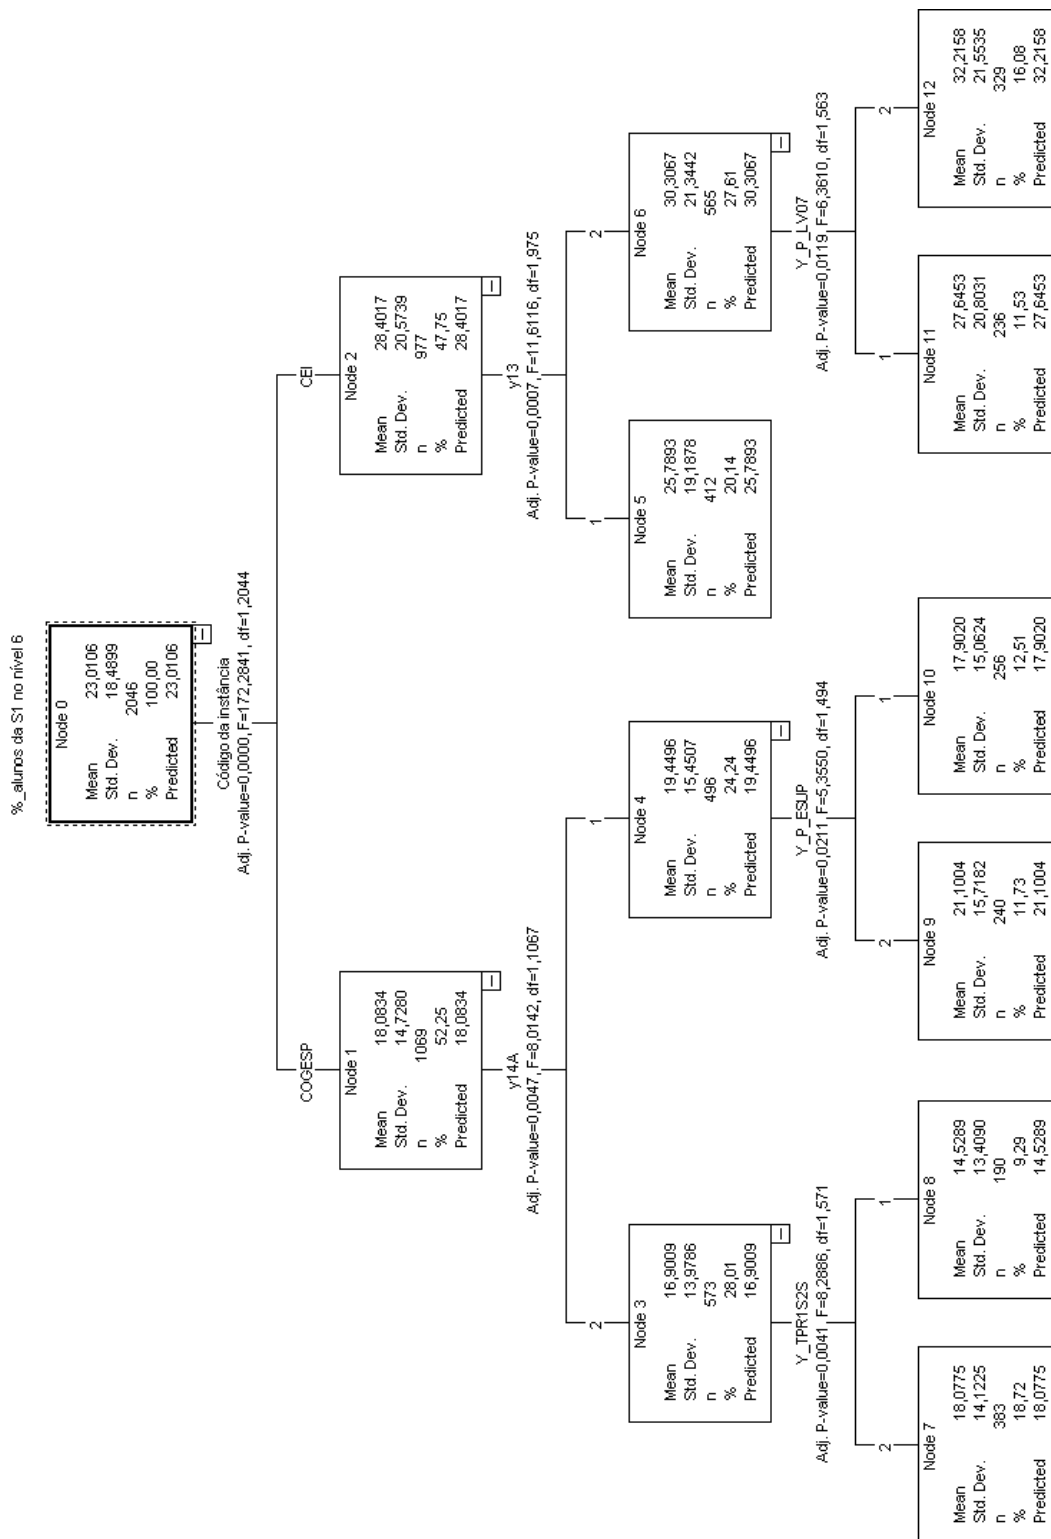 %_alunos da S1 no nível 6
Node 0
Mean 23,0106
Std. Dev. 18,4899
n 2046
% 100,00
Predicted 23,0106
Código da instância
Adj. P-value=0,0000, F=172,2841, df=1,2044
COGESP
CEI
Node 1
Mean 18,0834
Std. Dev. 14,7280
n 1069
% 52,25
Predicted 18,0834
y14A
Adj. P-value=0,0047, F=8,0142, df=1,1067
Node 2
Mean 28,4017
Std. Dev. 20,5739
n 977
% 47,75
Predicted 28,4017
y13
Adj. P-value=0,0007, F=11,6116, df=1,975
2
1
1
2
Node 3
Mean 16,9009
Std. Dev. 13,9786
n 573
% 28,01
Predicted 16,9009
Y_TPR1S2S
Adj. P-value=0,0041, F=8,2886, df=1,571
Node 4
Mean 19,4496
Std. Dev. 15,4507
n 496
% 24,24
Predicted 19,4496
Y_P_ESUP
Adj. P-value=0,0211, F=5,3550, df=1,494
Node 5
Mean 25,7893
Std. Dev. 19,1878
n 412
% 20,14
Predicted 25,7893
Node 6
Mean 30,3067
Std. Dev. 21,3442
n 565
% 27,61
Predicted 30,3067
Y_P_LV07
Adj. P-value=0,0119, F=6,3610, df=1,563
2
1
2
1
1
2
Node 7
Mean 18,0775
Std. Dev. 14,1225
n 383
% 18,72
Predicted 18,0775
Node 8
Mean 14,5289
Std. Dev. 13,4090
n 190
% 9,29
Predicted 14,5289
Node 9
Mean 21,1004
Std. Dev. 15,7182
n 240
% 11,73
Predicted 21,1004
Node 10
Mean 17,9020
Std. Dev. 15,0624
n 256
% 12,51
Predicted 17,9020
Node 11
Mean 27,6453
Std. Dev. 20,8031
n 236
% 11,53
Predicted 27,6453
Node 12
Mean 32,2158
Std. Dev. 21,5535
n 329
% 16,08
Predicted 32,2158